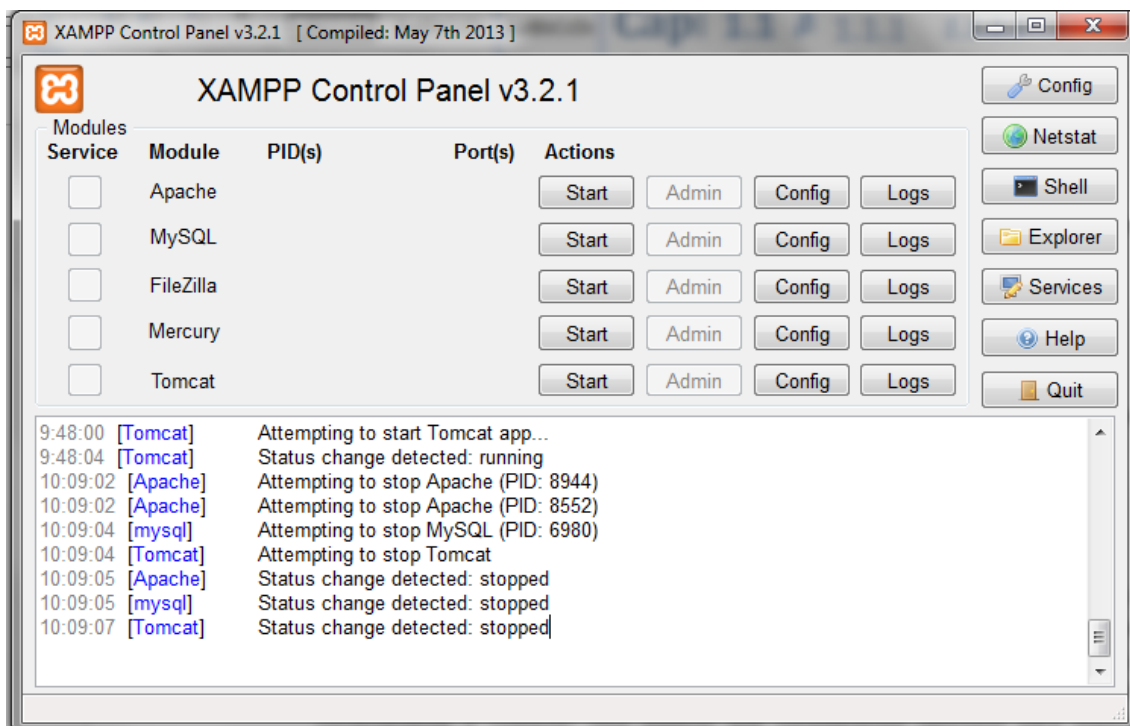 XAMPP Control Panel v3.2.1 [ Compiled: May 7th 2013 ]
XAMPP Control Panel v3.2.1
Config
Modules
Netstat
Service Module PID(s) Port(s) Actions
Apache Start Admin Config Logs
Shell
MySQL Start Admin Config Logs
Explorer
FileZilla Start Admin Config Logs
Services
Mercury Start Admin Config Logs
Help
Tomcat Start Admin Config Logs
Quit
9:48:00 [Tomcat] Attempting to start Tomcat app...
9:48:04 [Tomcat] Status change detected: running
10:09:02 [Apache] Attempting to stop Apache (PID: 8944)
10:09:02 [Apache] Attempting to stop Apache (PID: 8552)
10:09:04 [mysql] Attempting to stop MySQL (PID: 6980)
10:09:04 [Tomcat] Attempting to stop Tomcat
10:09:05 [Apache] Status change detected: stopped
10:09:05 [mysql] Status change detected: stopped
10:09:07 [Tomcat] Status change detected: stopped